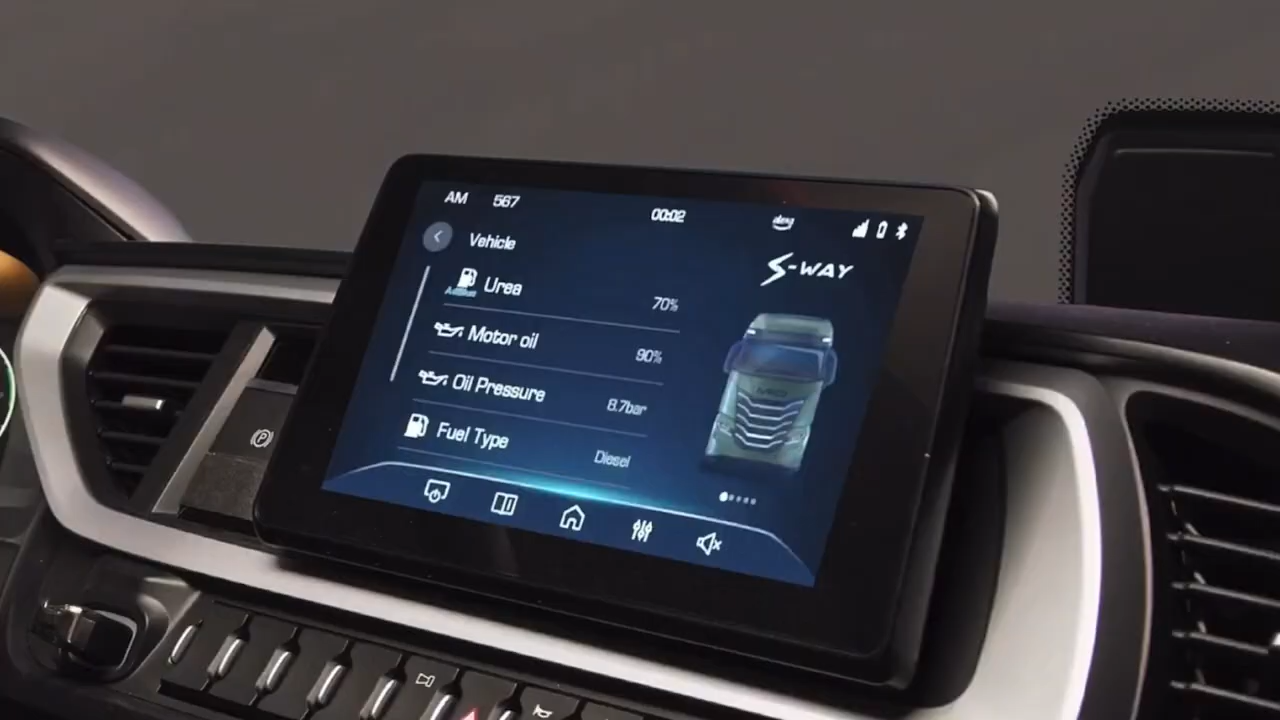 AM 567 00:02
Vehicle
S-WAY
Urea 70%
Motor oil 90%
Oil Pressure 8.7bar
Fuel Type Diesel